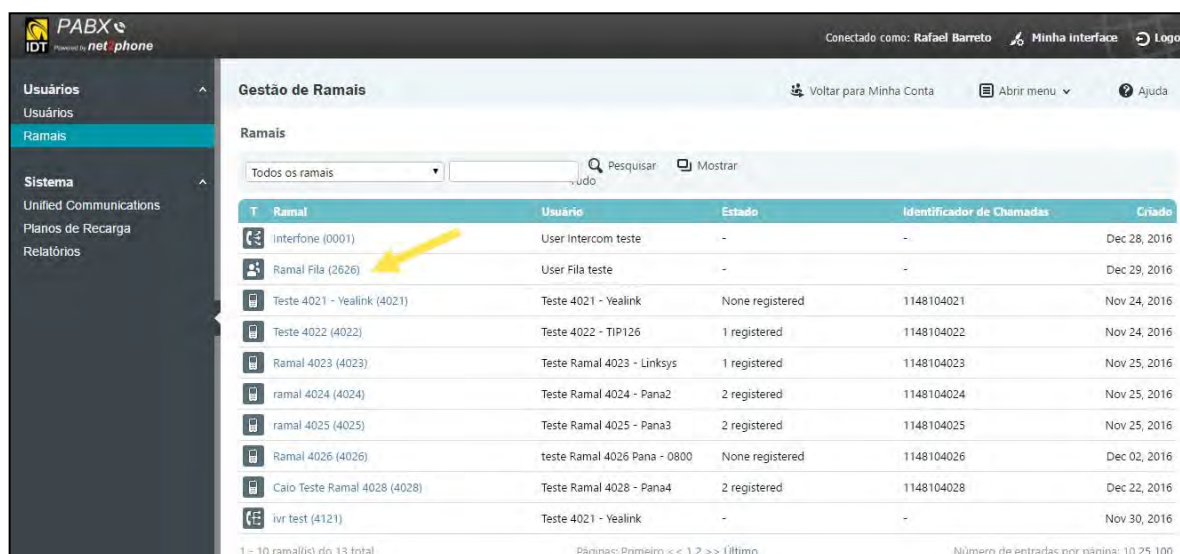 PABX
IDT Powered by net2phone
Conectado como: Rafael Barreto Minha interface Logo
Usuários
Usuários
Ramais
Sistema
Unified Communications
Planos de Recarga
Relatórios
Gestão de Ramais Voltar para Minha Conta Abrir menu Ajuda
Ramais
Todos os ramais Pesquisar Mostrar
udo
T Ramal Usuário Estado Identificador de Chamadas Criado
Interfone (0001) User Intercom teste - - Dec 28, 2016
Ramal Fila (2626) User Fila teste - - Dec 29, 2016
Teste 4021 - Yealink (4021) Teste 4021 - Yealink None registered 1148104021 Nov 24, 2016
Teste 4022 (4022) Teste 4022 - TIP126 1 registered 1148104022 Nov 24, 2016
Ramal 4023 (4023) Teste Ramal 4023 - Linksys 1 registered 1148104023 Nov 25, 2016
ramal 4024 (4024) Teste Ramal 4024 - Pana2 2 registered 1148104024 Nov 25, 2016
ramal 4025 (4025) Teste Ramal 4025 - Pana3 2 registered 1148104025 Nov 25, 2016
Ramal 4026 (4026) teste Ramal 4026 Pana - 0800 None registered 1148104026 Dec 02, 2016
Caio Teste Ramal 4028 (4028) Teste Ramal 4028 - Pana4 2 registered 1148104028 Dec 22, 2016
ivr test (4121) Teste 4021 - Yealink - - Nov 30, 2016
1 - 10 ramal(is) do 13 total Páginas: Primeiro << 1 2 >> Último Número de entradas por página: 10 25 100